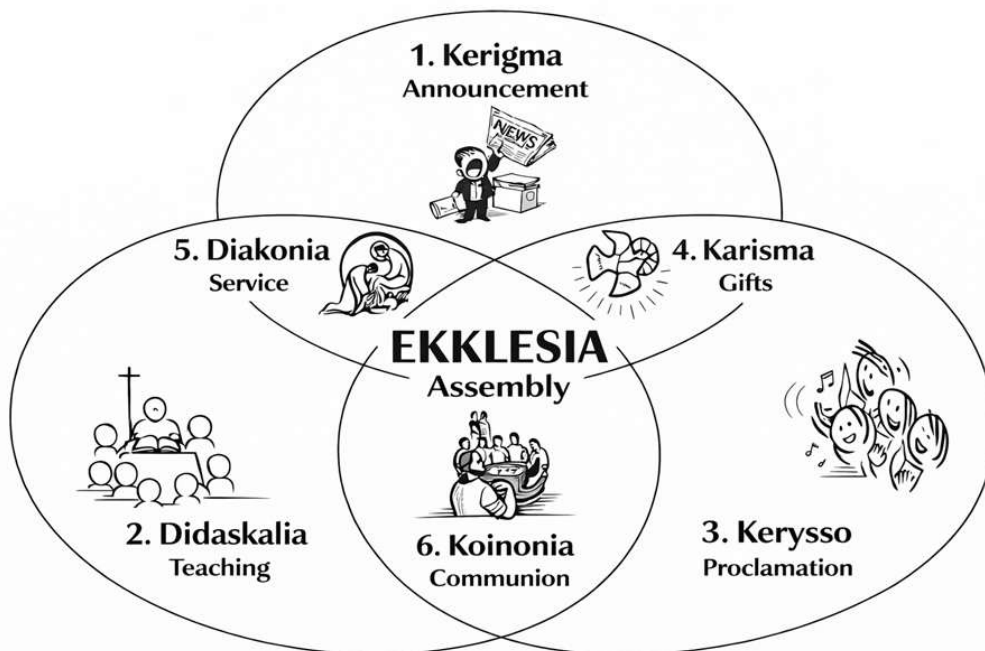 1. Kerigma
Announcement
NEWS
5. Diakonia
Service
4. Karisma
Gifts
EKKLESIA
Assembly
2. Didaskalia
Teaching
6. Koinonia
Communion
3. Kerysso
Proclamation